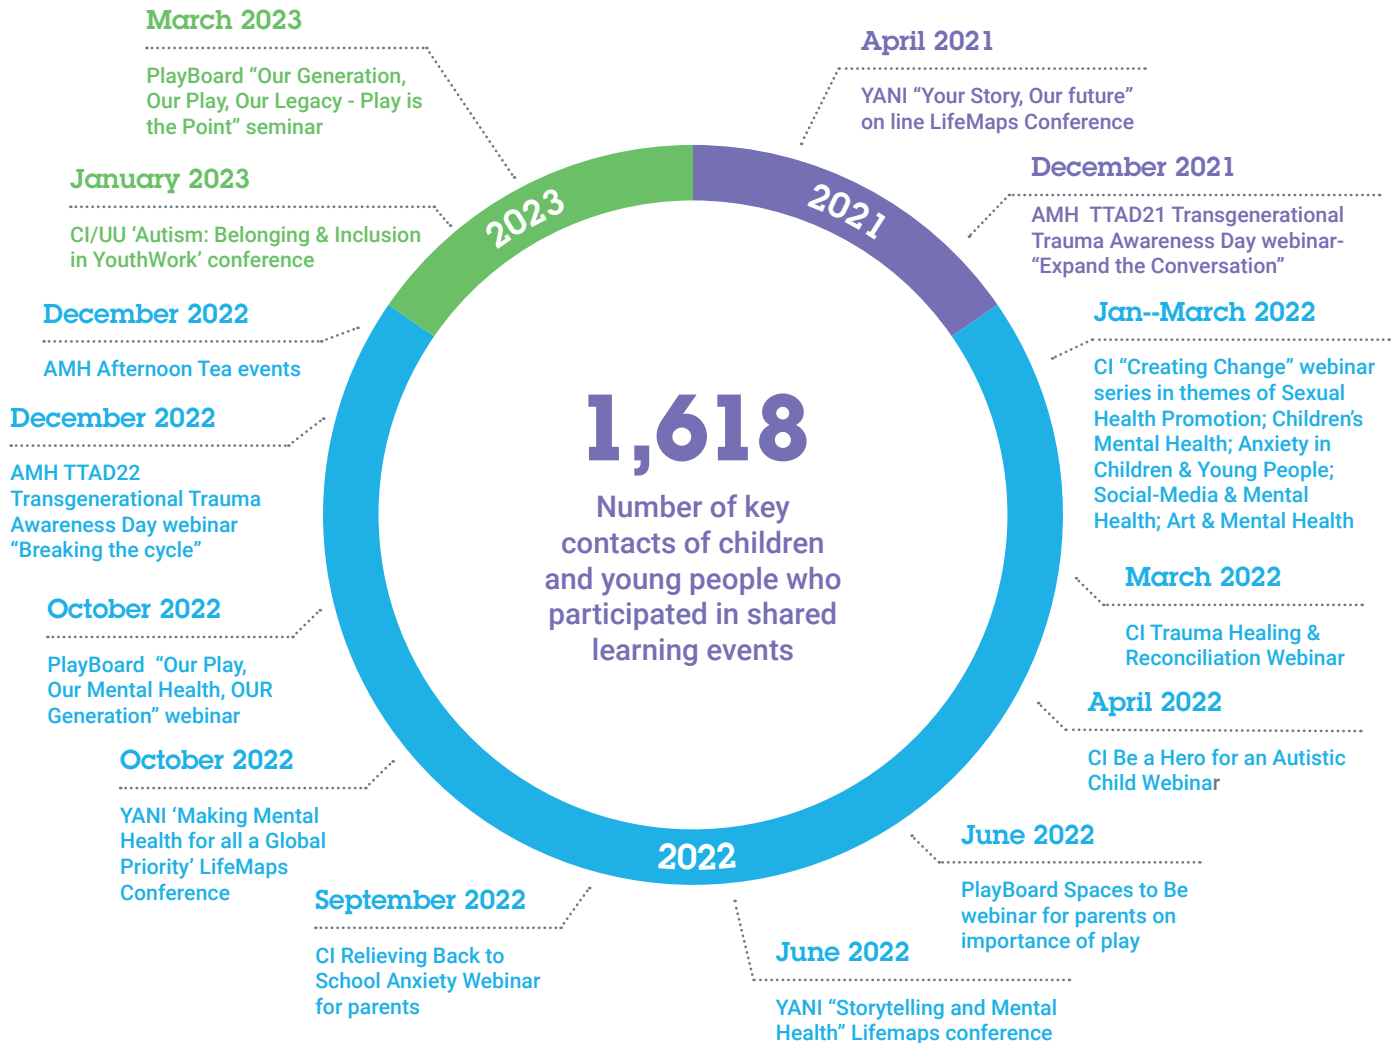 March 2023
PlayBoard “Our Generation,
Our Play, Our Legacy - Play is
the Point” seminar
January 2023
CI/UU ‘Autism: Belonging & Inclusion
in YouthWork’ conference
December 2022
AMH Afternoon Tea events
December 2022
AMH TTAD22
Transgenerational Trauma
Awareness Day webinar
“Breaking the cycle”
October 2022
PlayBoard “Our Play,
Our Mental Health, OUR
Generation” webinar
October 2022
YANI ‘Making Mental
Health for all a Global
Priority’ LifeMaps
Conference
September 2022
CI Relieving Back to
School Anxiety Webinar
for parents
2023
2021
2022
1,618
Number of key
contacts of children
and young people who
participated in shared
learning events
April 2021
YANI “Your Story, Our future”
on line LifeMaps Conference
December 2021
AMH TTAD21 Transgenerational
Trauma Awareness Day webinar-
“Expand the Conversation”
Jan--March 2022
CI “Creating Change” webinar
series in themes of Sexual
Health Promotion; Children’s
Mental Health; Anxiety in
Children & Young People;
Social-Media & Mental
Health; Art & Mental Health
March 2022
CI Trauma Healing &
Reconciliation Webinar
April 2022
CI Be a Hero for an Autistic
Child Webinar
June 2022
PlayBoard Spaces to Be
webinar for parents on
importance of play
June 2022
YANI “Storytelling and Mental
Health” Lifemaps conference